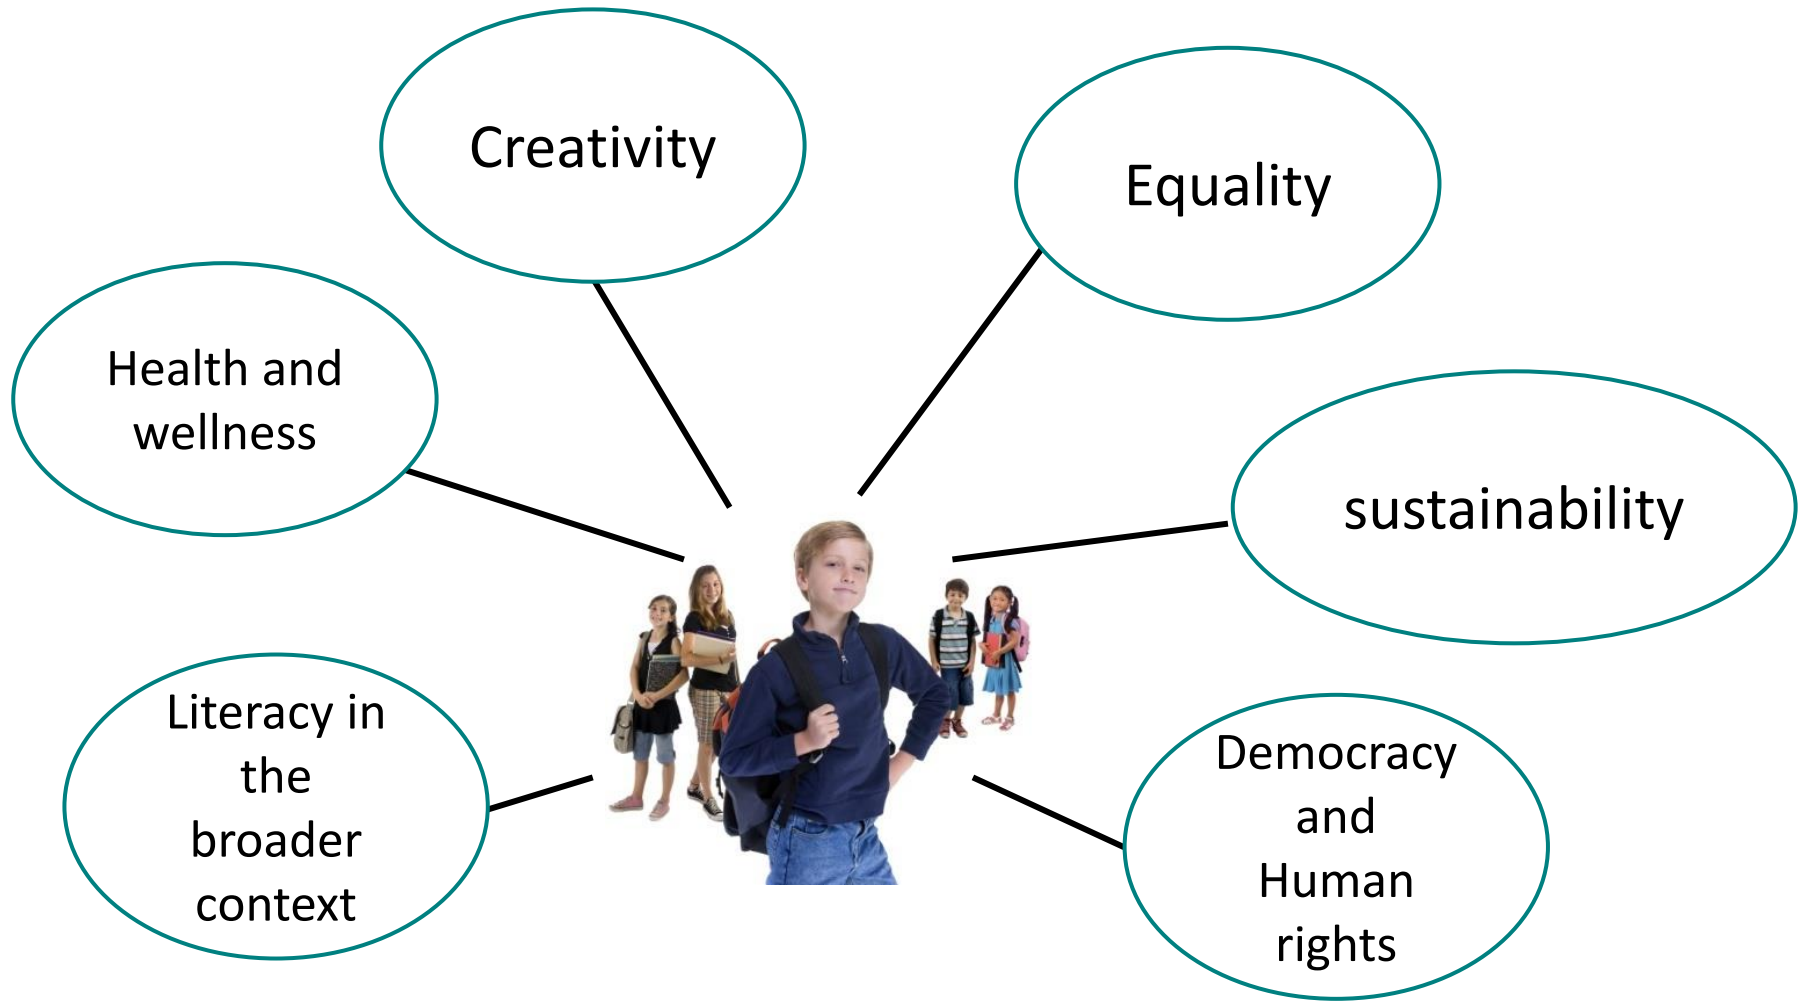 Creativity
Equality
Health and
wellness
sustainability
Literacy in
the
broader
context
Democracy
and
Human
rights